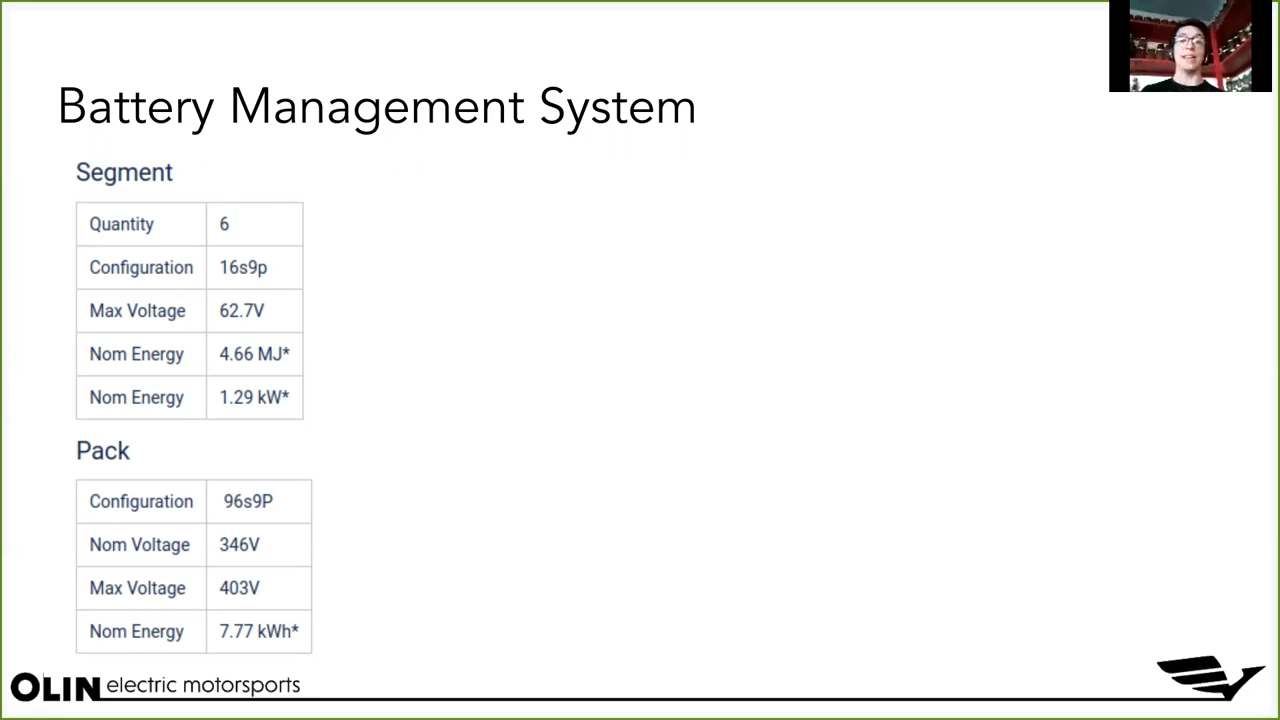 Battery Management System
Segment
Quantity 6
Configuration 16s9p
Max Voltage 62.7V
Nom Energy 4.66 MJ*
Nom Energy 1.29 kW*
Pack
Configuration 96s9P
Nom Voltage 346V
Max Voltage 403V
Nom Energy 7.77 kWh*
OLIN electric motorsports